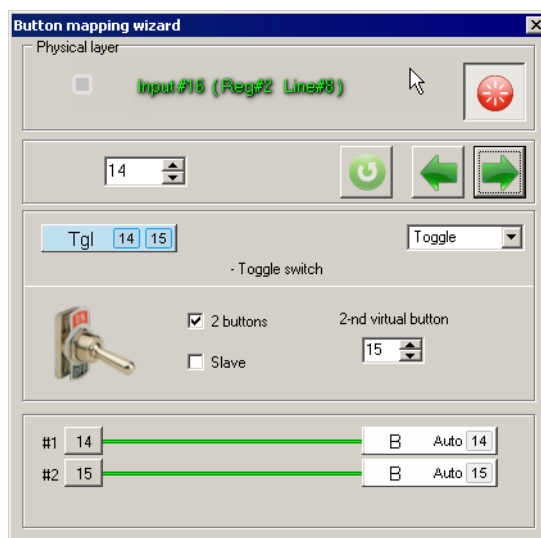 Button mapping wizard
Physical layer
Input #16 (Reg#2 Line#8)
14
Tgl 14 15 Toggle
- Toggle switch
2 buttons 2-nd virtual button
15
Slave
#1 14 B Auto 14
#2 15 B Auto 15